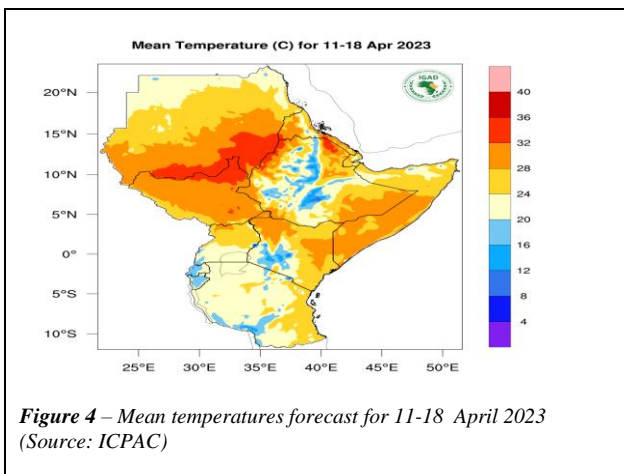 Mean Temperature (C) for 11-18 Apr 2023
IGAD
20°N
15°N
10°N
5°N
0°
5°S
10°S
25°E 30°E 35°E 40°E 45°E 50°E
40
36
32
28
24
20
16
12
8
4
Figure 4 – Mean temperatures forecast for 11-18 April 2023
(Source: ICPAC)